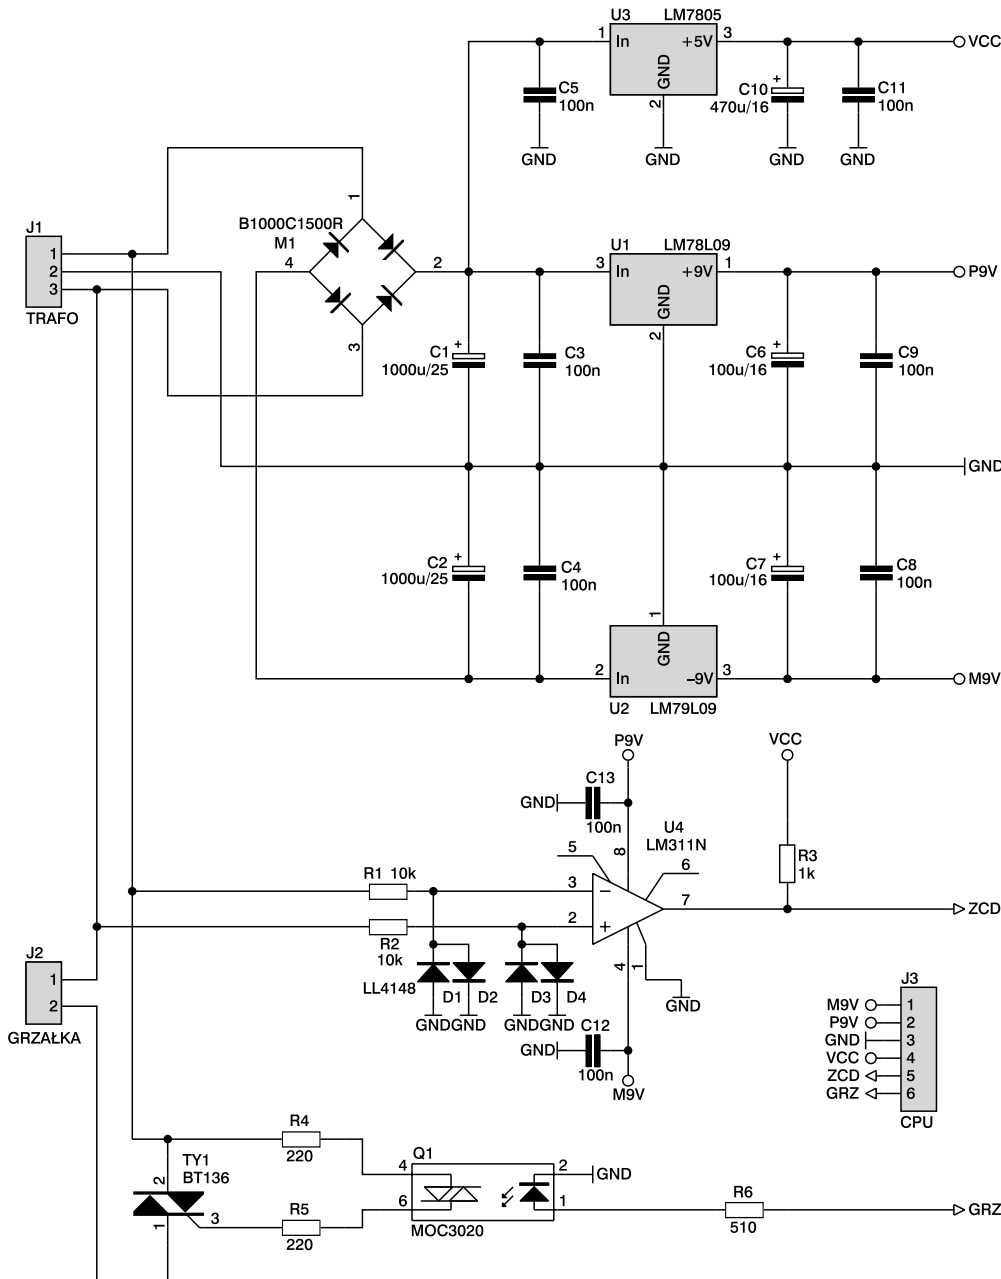 U3 LM7805
1 In +5V 3
GND
2
VCC
C5
100n
C10
470u/16
+
C11
100n
GND GND GND GND
J1
1
2
3
TRAFO
B1000C1500R
M1
1
4
2
3
U1 LM78L09
3 In +9V 1
GND
2
P9V
C1
1000u/25
+
C3
100n
C6
100u/16
+
C9
100n
GND
C2
1000u/25
+
C4
100n
C7
100u/16
+
C8
100n
1
GND
2 In -9V 3
U2 LM79L09
M9V
P9V
VCC
C13
GND
100n
U4
LM311N
5
8
6
R3
1k
R1 10k
3
−
7
ZCD
R2
10k
2
+
4
1
GND
J2
1
2
GRZAŁKA
LL4148
D1 D2 D3 D4
GND GND GND GND
C12
GND
100n
M9V
J3
M9V 1
P9V 2
GND 3
VCC 4
ZCD 5
GRZ 6
CPU
R4
220
TY1
BT136
2
1
3
R5
220
Q1
4
6
2
1
MOC3020
GND
R6
510
GRZ